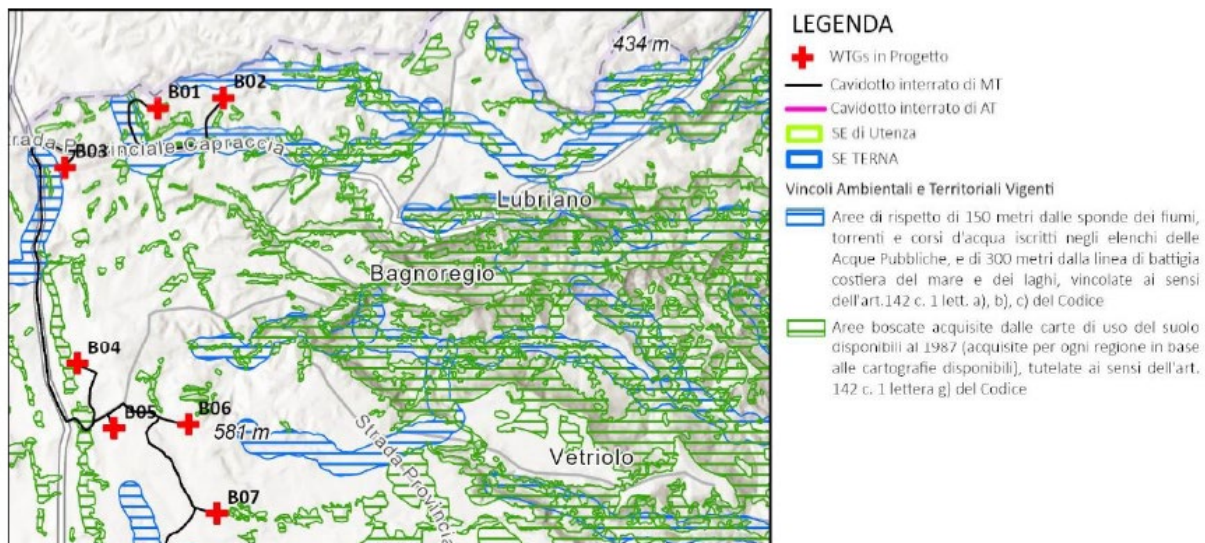 434 m
B02
B01
Strada Provinciale Capraccia
B03
Lubriano
Bagnoregio
B04
B05
B06
581 m
Strada Provincia
Vetriolo
B07
LEGENDA
WTGs in Progetto
Cavidotto interrato di MT
Cavidotto interrato di AT
SE di Utenza
SE TERNA
Vincoli Ambientali e Territoriali Vigenti
Aree di rispetto di 150 metri dalle sponde dei fiumi,
torrenti e corsi d'acqua iscritti negli elenchi delle
Acque Pubbliche, e di 300 metri dalla linea di battigia
costiera del mare e dei laghi, vincolate ai sensi
dell'art.142 c. 1 lett. a), b), c) del Codice
Aree boscate acquisite dalle carte di uso del suolo
disponibili al 1987 (acquisite per ogni regione in base
alle cartografie disponibili), tutelate ai sensi dell'art.
142 c. 1 lettera g) del Codice